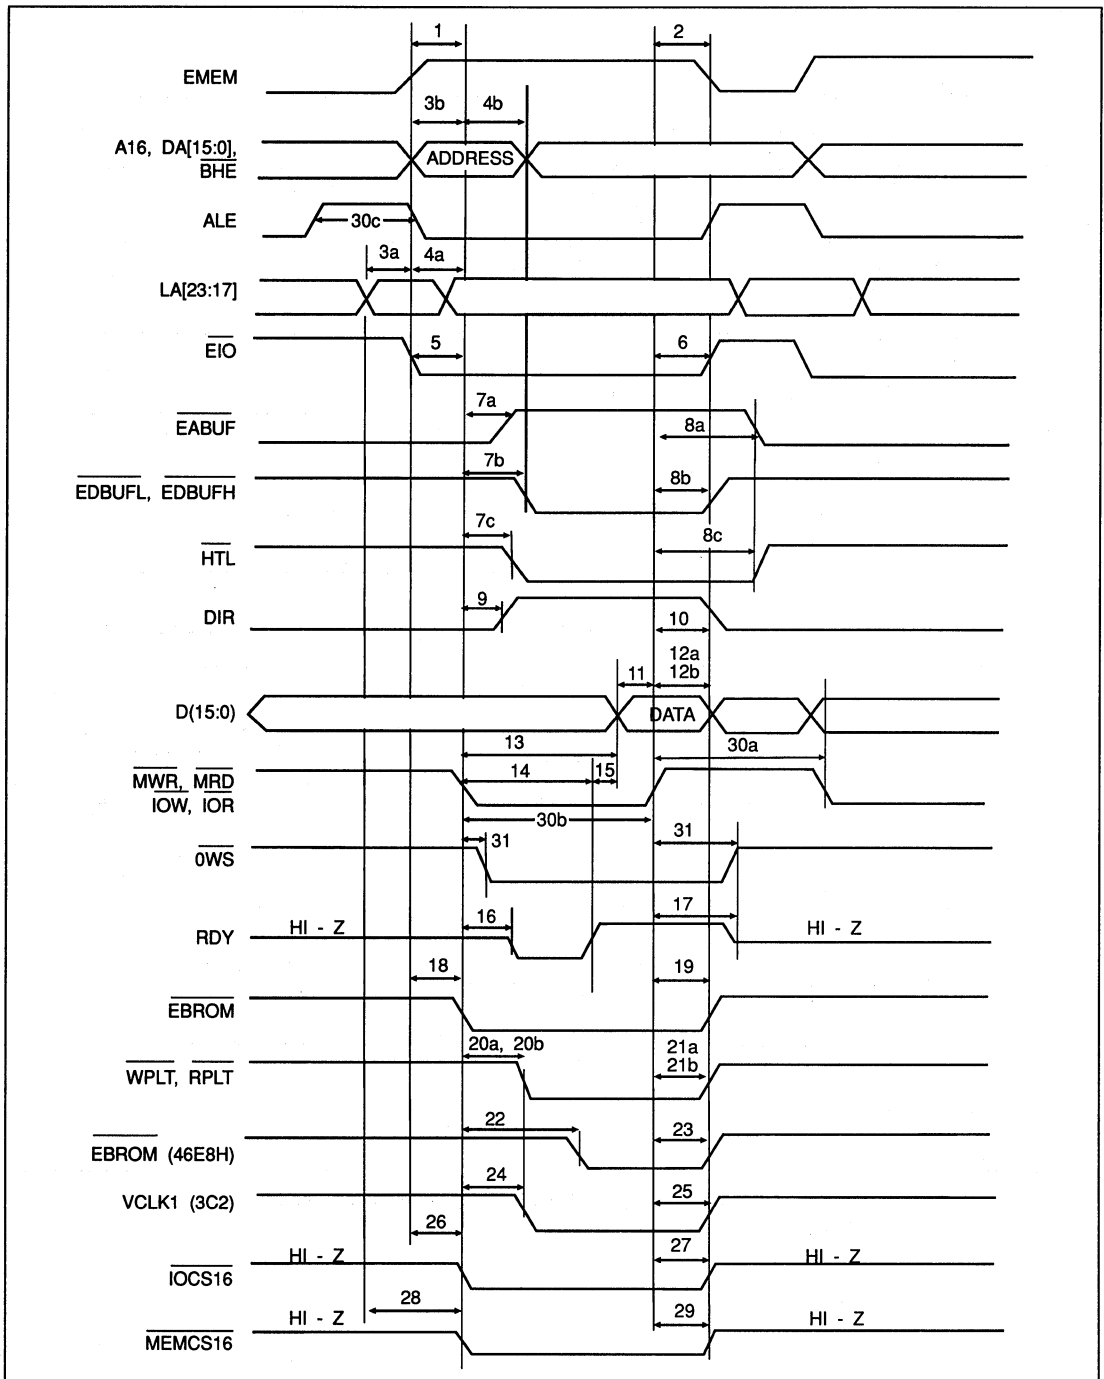 1 2
EMEM
3b 4b
A16, DA[15:0],
BHE
ADDRESS
ALE
30c
3a 4a
LA[23:17]
EIO
5 6
7a
EABUF
8a
7b
EDBUFL, EDBUFH
8b
7c
8c
HTL
9
DIR
10
12a
11 12b
D(15:0)
DATA
13
30a
14 15
MWR, MRD
IOW, IOR
30b
31 31
0WS
16 17
RDY
HI - Z HI - Z
18 19
EBROM
20a, 20b 21a
21b
WPLT, RPLT
22 23
EBROM (46E8H)
24 25
VCLK1 (3C2)
26 27
HI - Z HI - Z
IOCS16
28 29
HI - Z HI - Z
MEMCS16